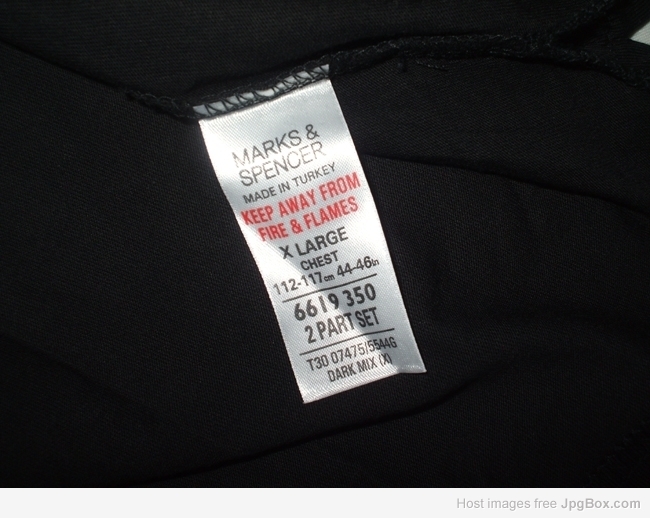 MARKS &
SPENCER
MADE IN TURKEY
KEEP AWAY FROM
FIRE & FLAMES
X LARGE
CHEST
112-117cm 44-46in
6619 350
2 PART SET
T30 07475/5544G
DARK MIX (X)
Host images free JpgBox.com